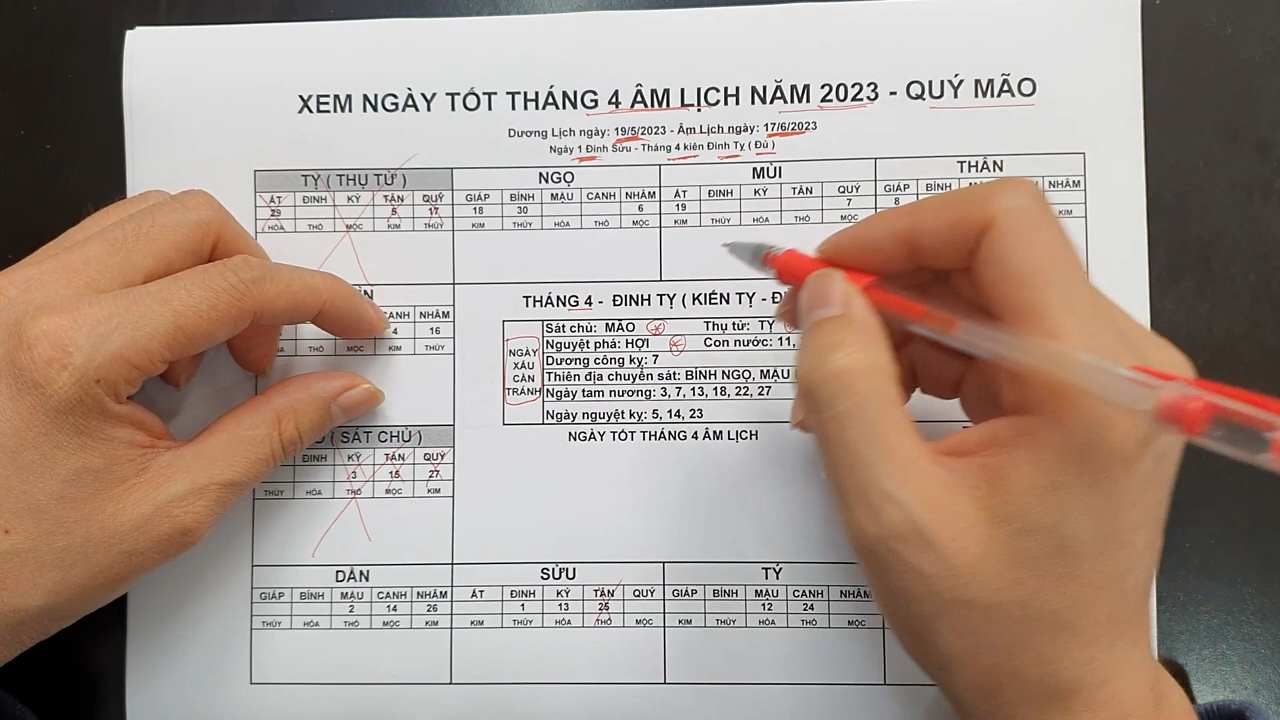 XEM NGÀY TỐT THÁNG 4 ÂM LỊCH NĂM 2023 - QUÝ MÃO
Dương Lịch ngày: 19/5/2023 - Âm Lịch ngày: 17/6/2023
Ngày 1 Đinh Sửu - Tháng 4 kiên Đinh Tỵ ( Đủ )
TỴ ( THỤ TỬ )
ẤT ĐINH KỶ TÂN QUÝ
29 5 17
HỎA THỔ MỘC KIM THỦY
NGỌ
GIÁP BÍNH MẬU CANH NHÂM
18 30 6
KIM THỦY HỎA THỔ MỘC
MÙI
ẤT ĐINH KỶ TÂN QUÝ
19 7
KIM THỦY HỎA THỔ MỘC
THÂN
GIÁP BÍNH NHÂM
8
KIM
CANH NHÂM
4 16
THỔ MỘC KIM THỦY
THÁNG 4 - ĐINH TỴ ( KIẾN TỴ -
NGÀY XẤU CẦN TRÁNH
Sát chủ: MÃO Thụ tử: TỴ
Nguyệt phá: HỢI Con nước: 11,
Dương công kỵ: 7
Thiên địa chuyển sát: BÍNH NGỌ, MẬU
Ngày tam nương: 3, 7, 13, 18, 22, 27
Ngày nguyệt kỵ: 5, 14, 23
NGÀY TỐT THÁNG 4 ÂM LỊCH
( SÁT CHỦ )
ĐINH KỶ TÂN QUÝ
3 15 27
THỦY HỎA THỔ MỘC KIM
DẦN
GIÁP BÍNH MẬU CANH NHÂM
2 14 26
THỦY HỎA THỔ MỘC KIM
SỬU
ẤT ĐINH KỶ TÂN QUÝ
1 13 25
KIM THỦY HỎA THỔ MỘC
TÝ
GIÁP BÍNH MẬU CANH NHÂM
12 24
KIM THỦY HỎA THỔ MỘC